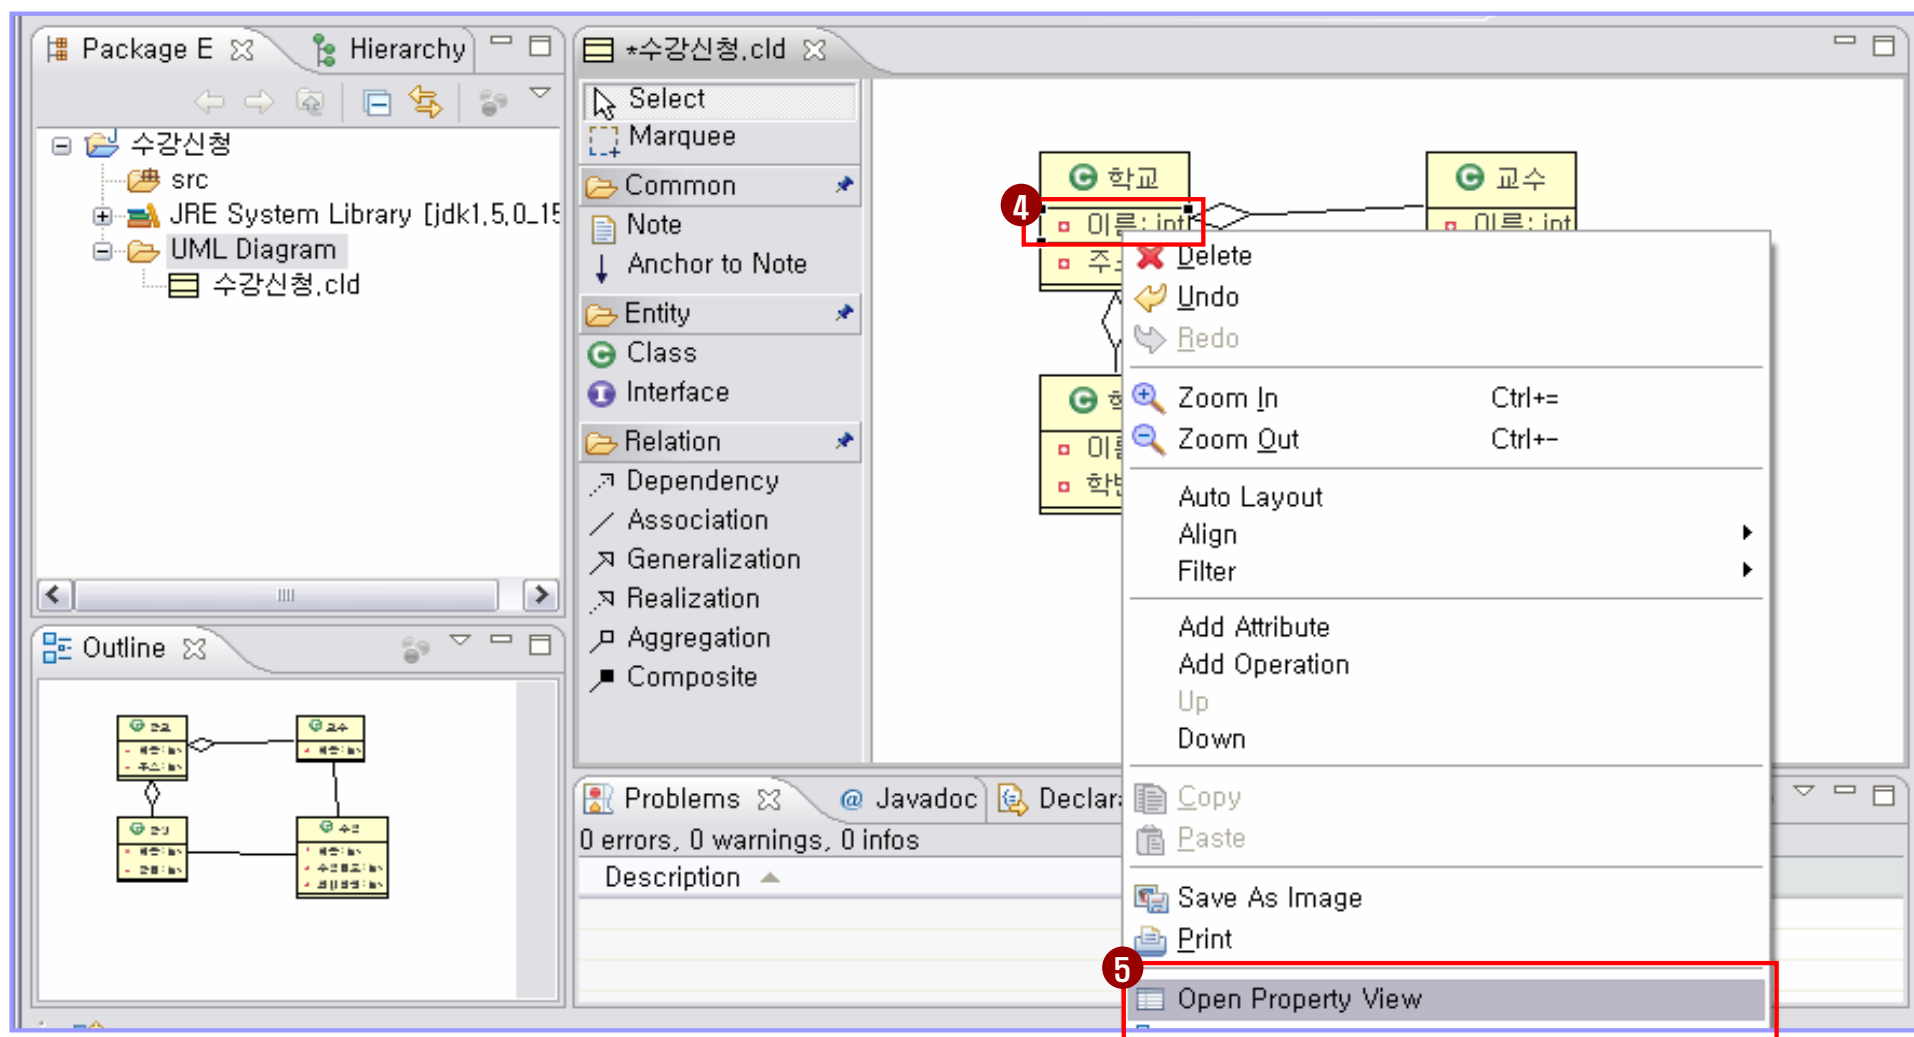 Package E
Hierarchy
수강신청
src
JRE System Library [jdk1,5,0_15
UML Diagram
수강신청,cld
Outline
*수강신청,cld
Select
Marquee
Common
Note
Anchor to Note
Entity
Class
Interface
Relation
Dependency
Association
Generalization
Realization
Aggregation
Composite
학교
4
이름: int
교수
이름: int
Delete
Undo
Redo
Zoom In Ctrl+=
Zoom Out Ctrl+-
Auto Layout
Align
Filter
Add Attribute
Add Operation
Up
Down
Copy
Paste
Save As Image
Print
5
Open Property View
Problems
@ Javadoc
Declar
0 errors, 0 warnings, 0 infos
Description